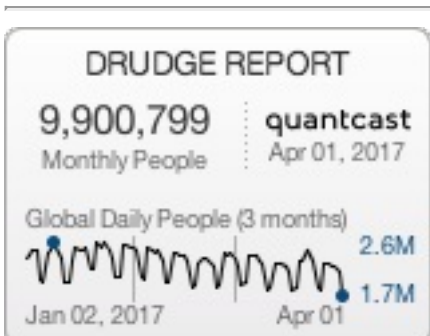 DRUDGE REPORT
9,900,799
Monthly People
quantcast
Apr 01, 2017
Global Daily People (3 months)
2.6M
1.7M
Jan 02, 2017
Apr 01